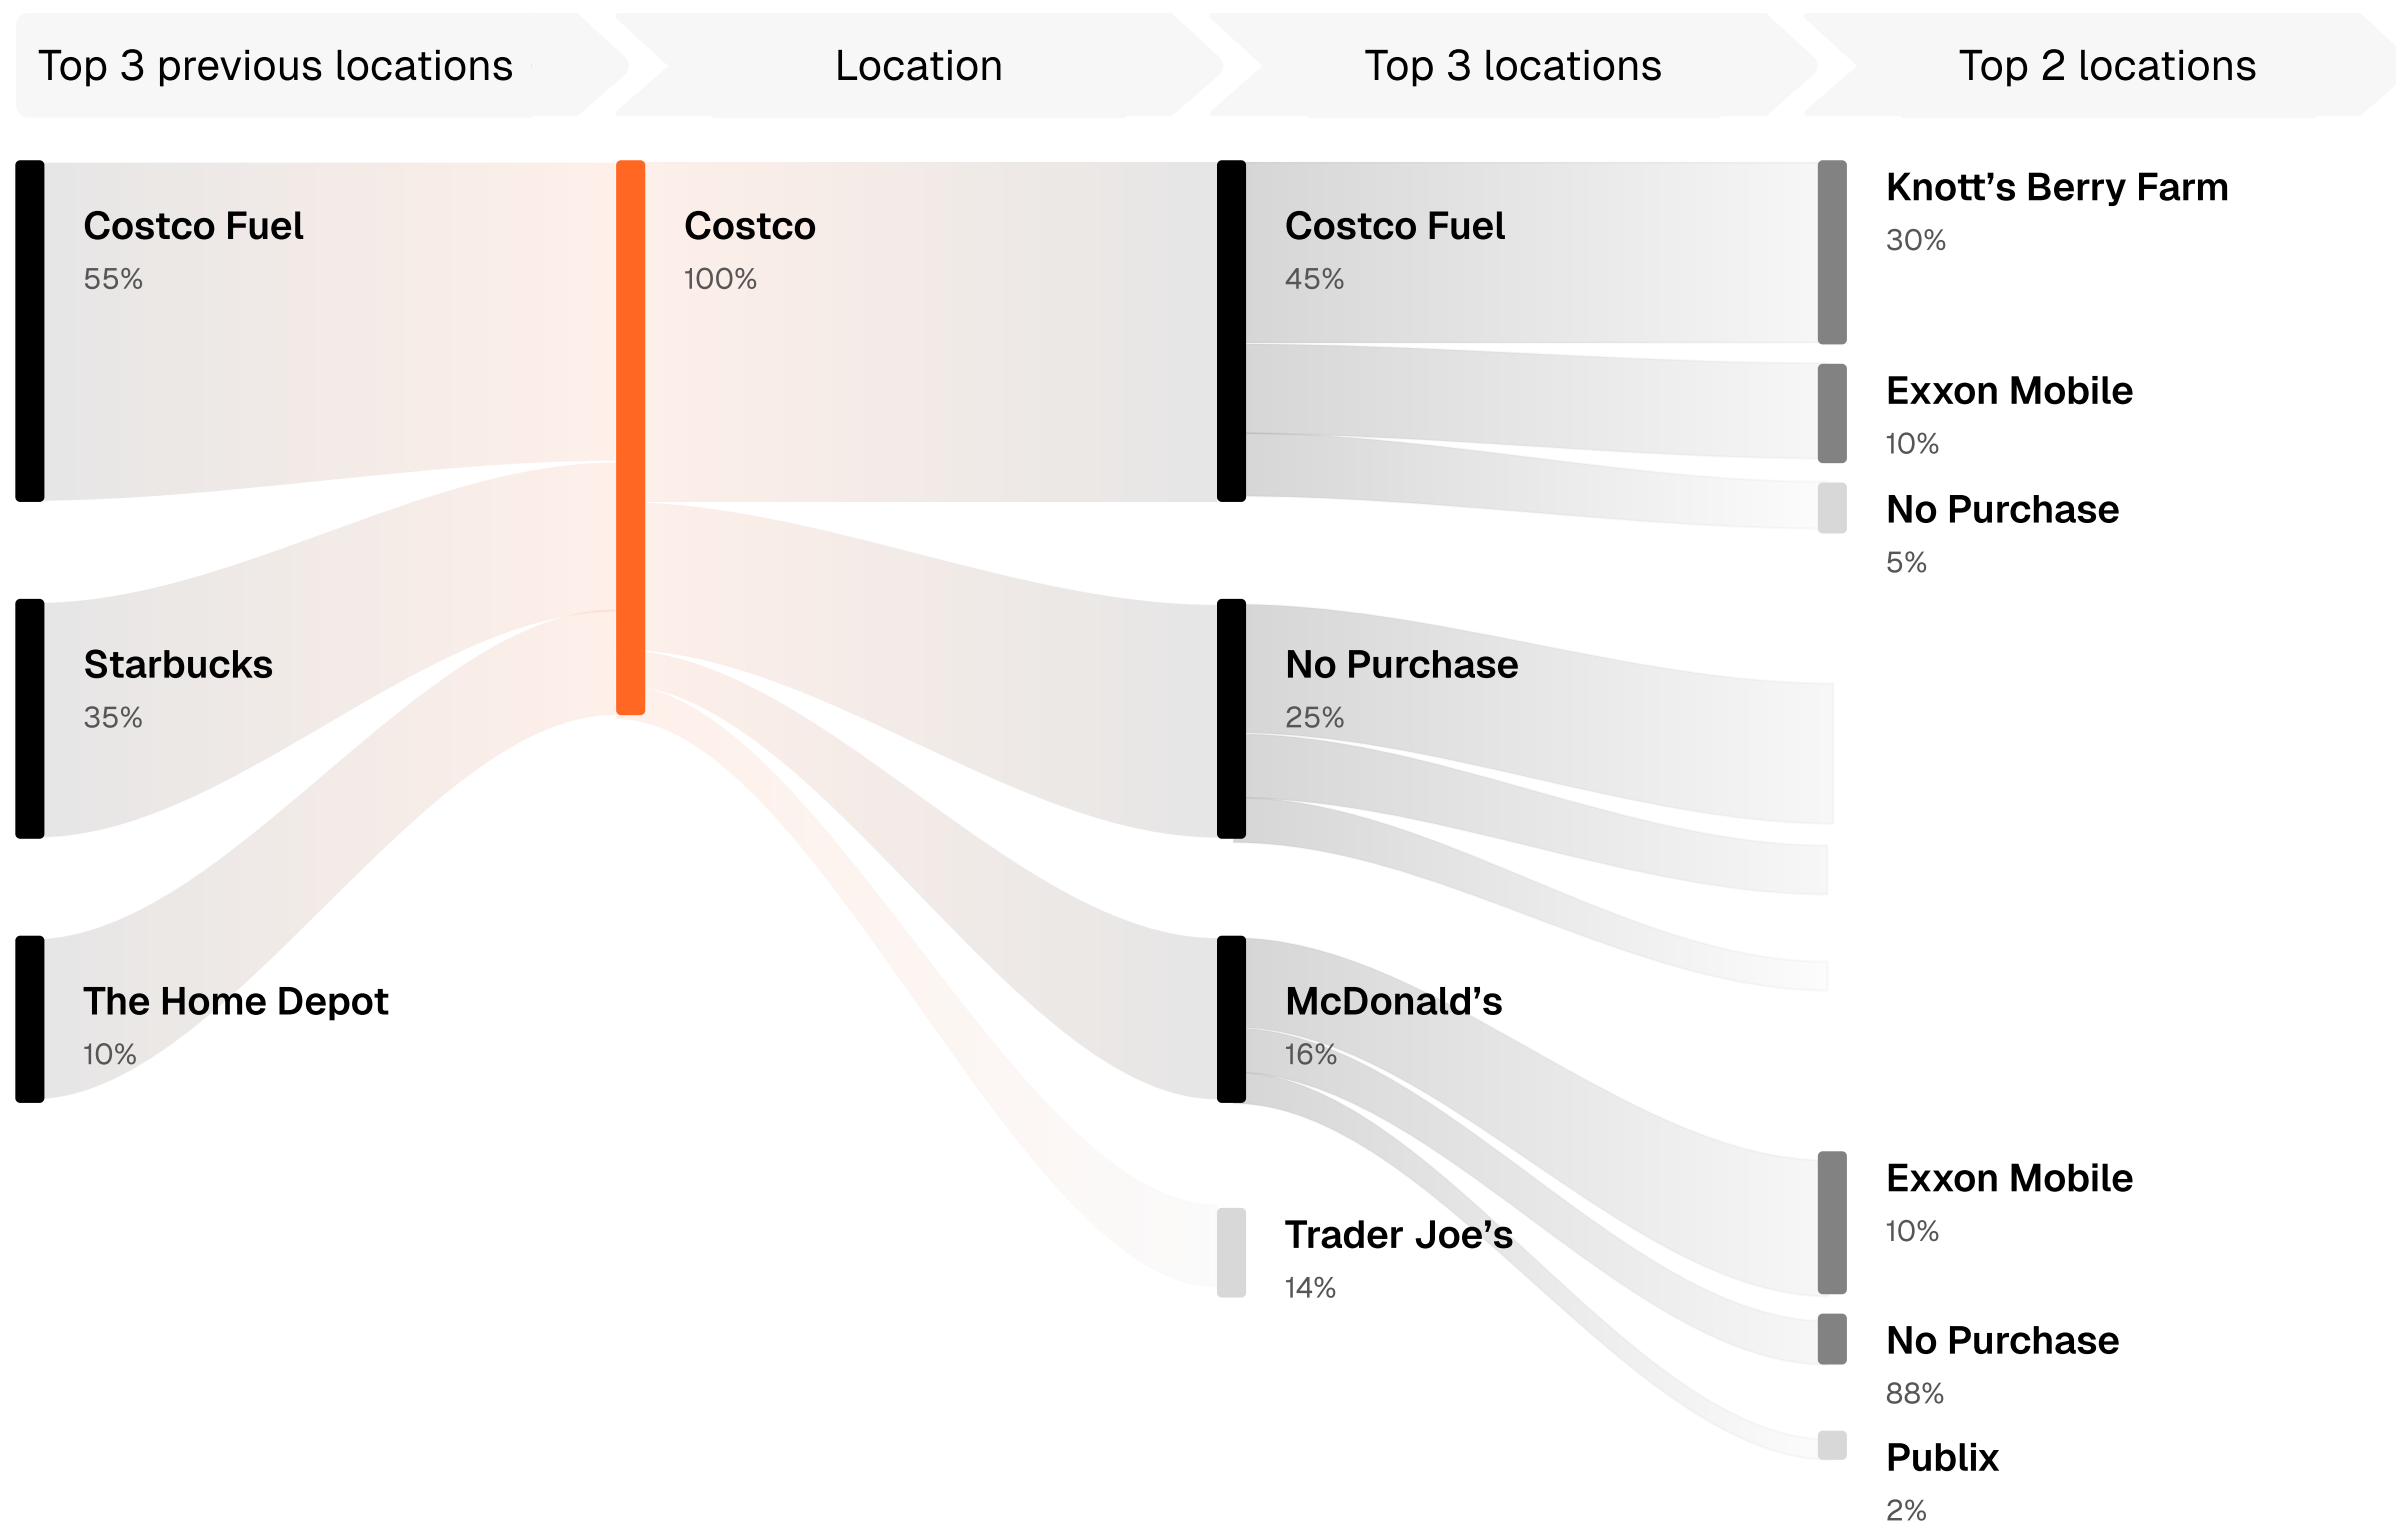 Top 3 previous locations
Location
Top 3 locations
Top 2 locations
Costco Fuel
55%
Starbucks
35%
The Home Depot
10%
Costco
100%
Costco Fuel
45%
No Purchase
25%
McDonald’s
16%
Trader Joe’s
14%
Knott’s Berry Farm
30%
Exxon Mobile
10%
No Purchase
5%
Exxon Mobile
10%
No Purchase
88%
Publix
2%